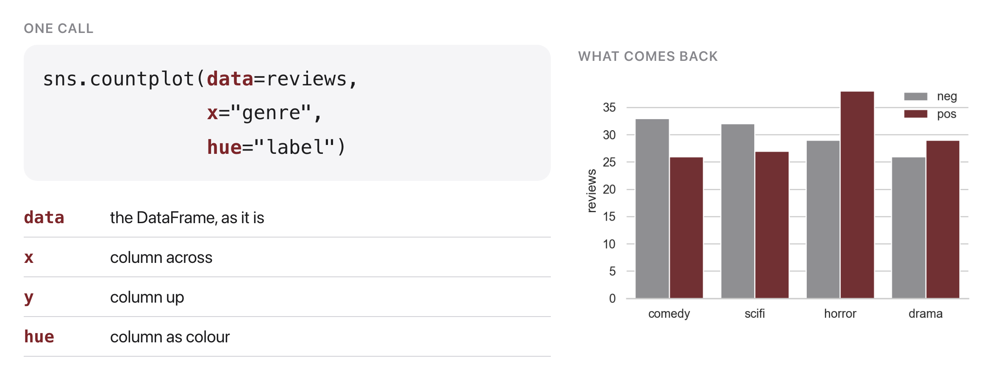 ONE CALL
sns.countplot(data=reviews,
x="genre",
hue="label")
data the DataFrame, as it is
x column across
y column up
hue column as colour
WHAT COMES BACK
neg
pos
35
30
25
20
15
10
5
0
reviews
comedy scifi horror drama